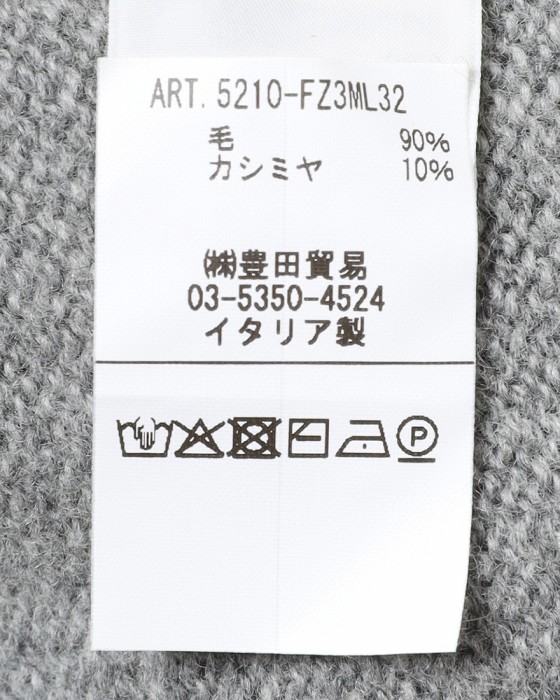 ART. 5210-FZ3ML32
毛 90%
カシミヤ 10%
㈱豊田貿易
03-5350-4524
イタリア製
P